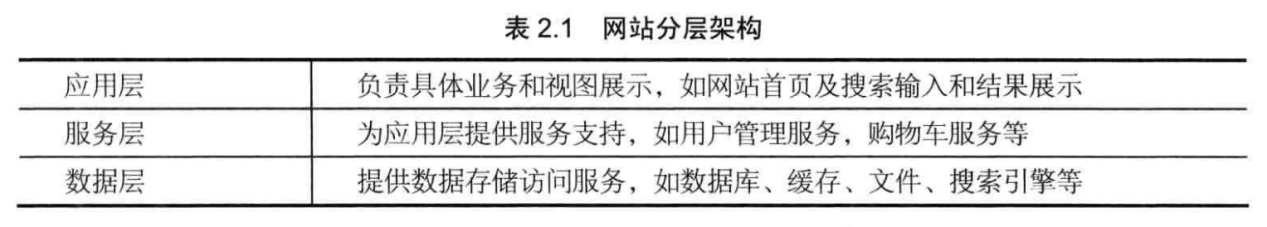 表 2.1 网站分层架构
应用层 负责具体业务和视图展示，如网站首页及搜索输入和结果展示
服务层 为应用层提供服务支持，如用户管理服务，购物车服务等
数据层 提供数据存储访问服务，如数据库、缓存、文件、搜索引擎等